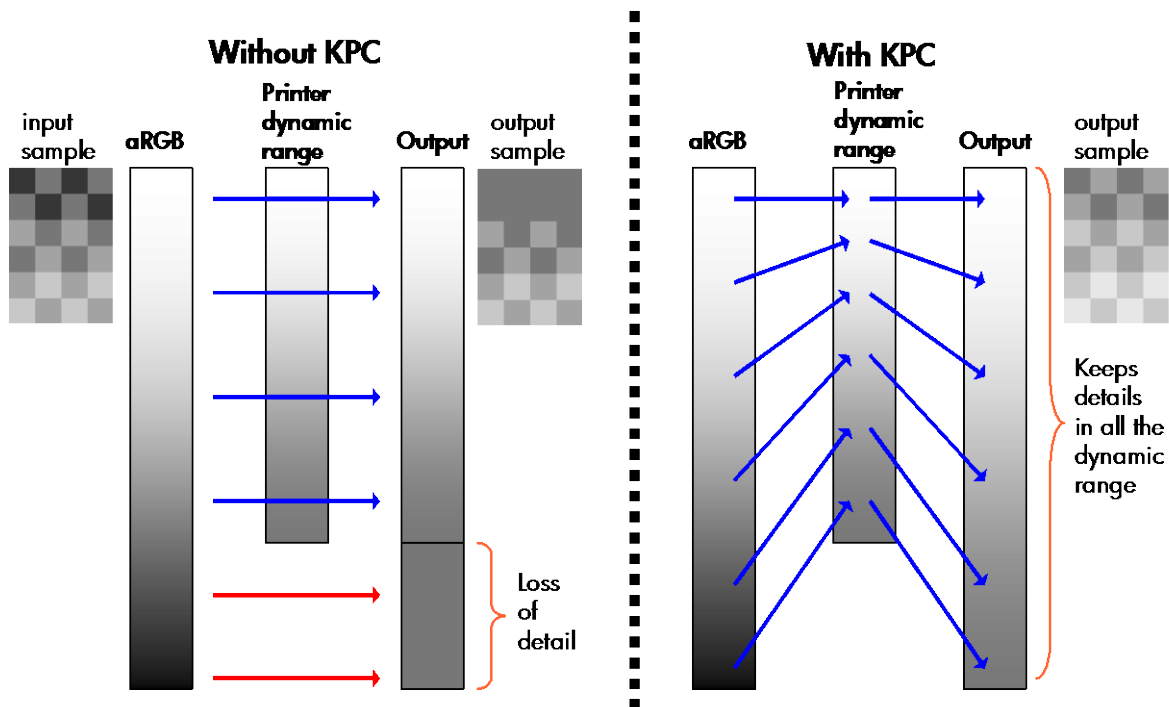 Without KPC
input
sample
aRGB
Printer
dynamic
range
Output
output
sample
Loss
of
detail
With KPC
aRGB
Printer
dynamic
range
Output
output
sample
Keeps
details
in all the
dynamic
range